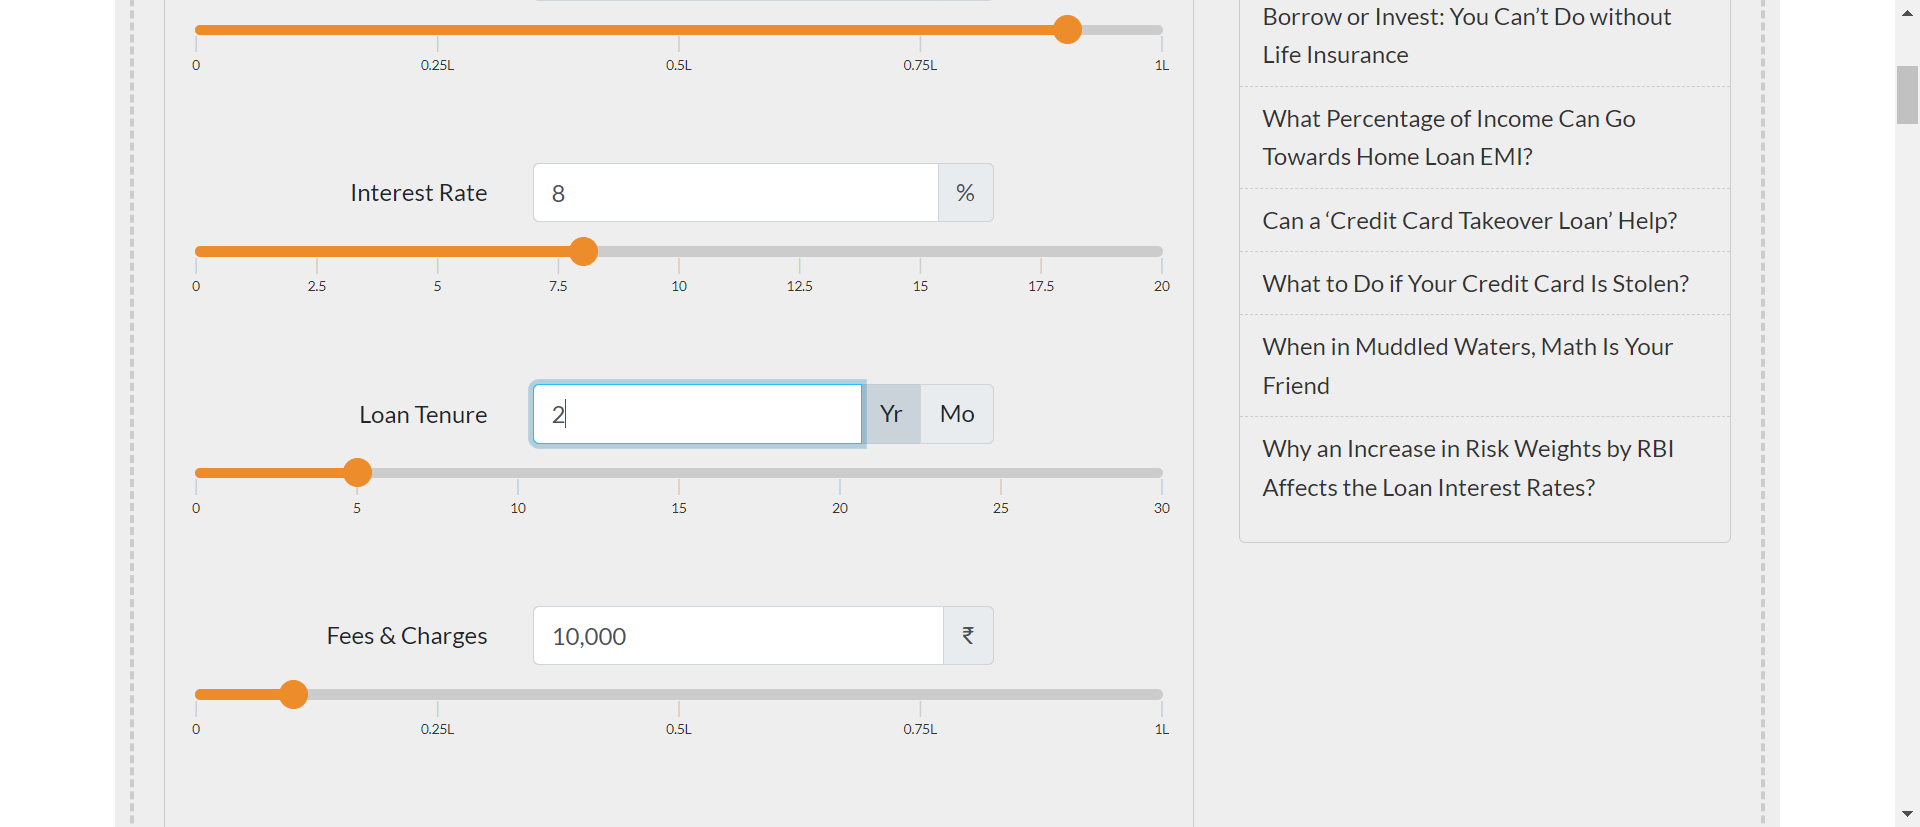 0 0.25L 0.5L 0.75L 1L
Interest Rate 8 %
0 2.5 5 7.5 10 12.5 15 17.5 20
Loan Tenure 2 Yr Mo
0 5 10 15 20 25 30
Fees & Charges 10,000 ₹
0 0.25L 0.5L 0.75L 1L
Borrow or Invest: You Can’t Do without
Life Insurance
What Percentage of Income Can Go
Towards Home Loan EMI?
Can a ‘Credit Card Takeover Loan’ Help?
What to Do if Your Credit Card Is Stolen?
When in Muddled Waters, Math Is Your
Friend
Why an Increase in Risk Weights by RBI
Affects the Loan Interest Rates?